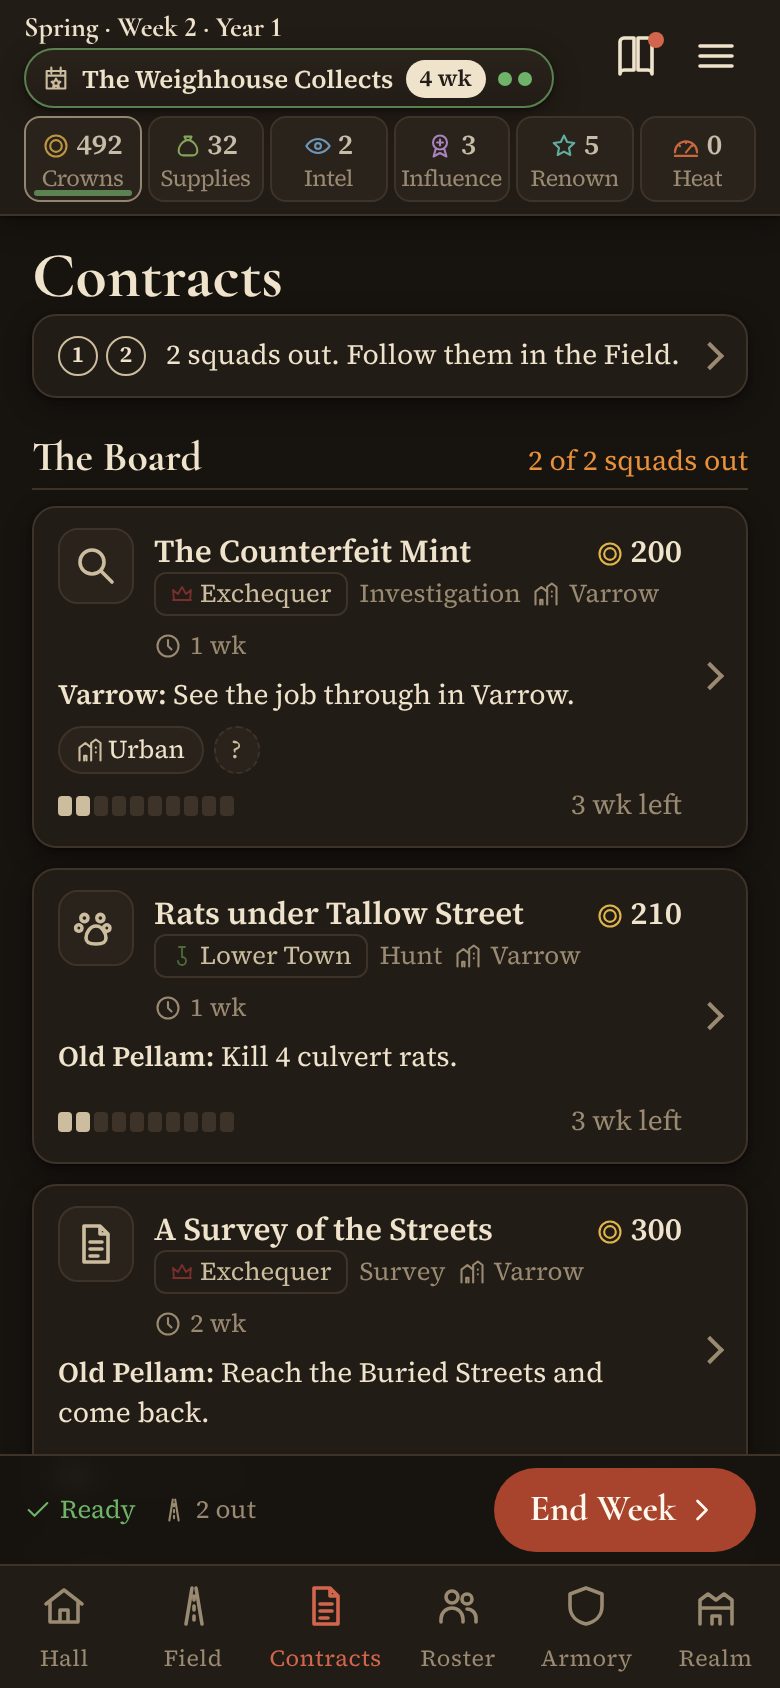 Spring · Week 2 · Year 1
The Weighhouse Collects 4 wk
492 32 2 3 5 0
Crowns Supplies Intel Influence Renown Heat
Contracts
1 2 2 squads out. Follow them in the Field.
The Board 2 of 2 squads out
The Counterfeit Mint 200
Exchequer Investigation Varrow
1 wk
Varrow: See the job through in Varrow.
Urban ?
3 wk left
Rats under Tallow Street 210
Lower Town Hunt Varrow
1 wk
Old Pellam: Kill 4 culvert rats.
3 wk left
A Survey of the Streets 300
Exchequer Survey Varrow
2 wk
Old Pellam: Reach the Buried Streets and
come back.
Ready 2 out End Week
Hall Field Contracts Roster Armory Realm